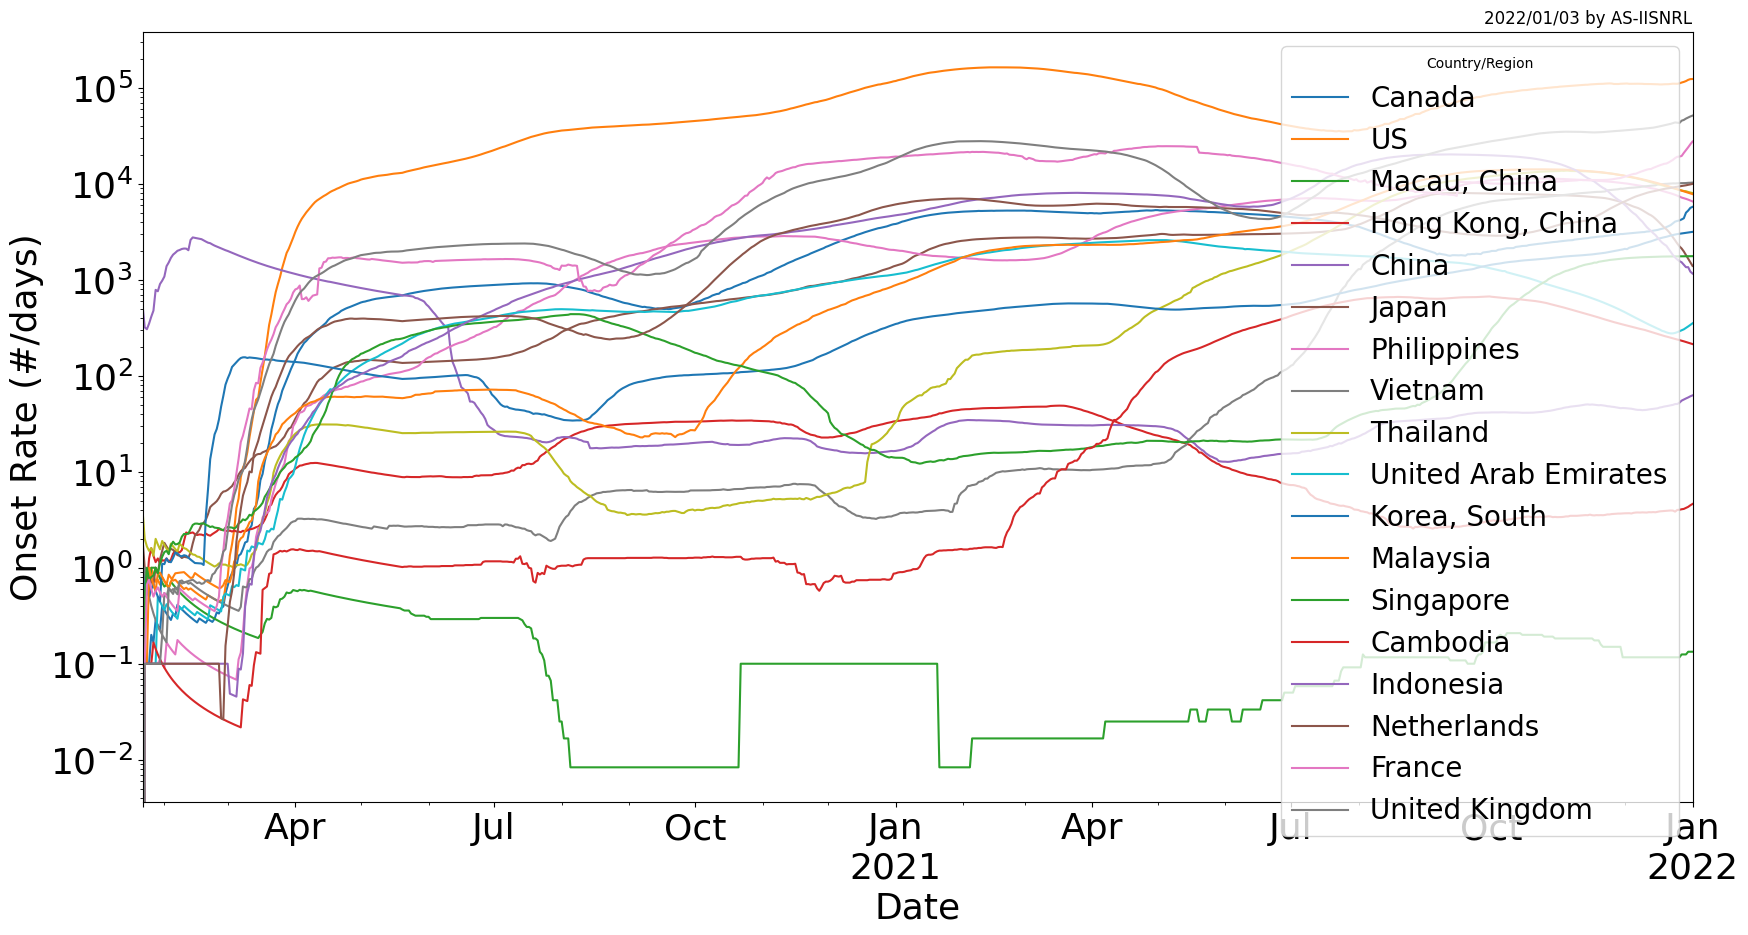 2022/01/03 by AS-IISNRL
Onset Rate (#/days)
10^5
10^4
10^3
10^2
10^1
10^0
10^−1
10^−2
Country/Region
Canada
US
Macau, China
Hong Kong, China
China
Japan
Philippines
Vietnam
Thailand
United Arab Emirates
Korea, South
Malaysia
Singapore
Cambodia
Indonesia
Netherlands
France
United Kingdom
Apr Jul Oct Jan Apr Jul Oct Jan
2021 2022
Date